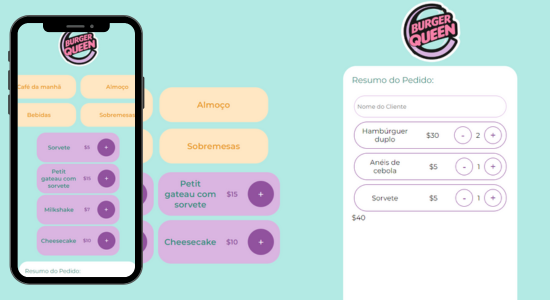 BURGER
QUEEN
Café da manhã
Almoço
Bebidas
Sobremesas
Sorvete $5 +
Petit
gateau com
sorvete
$15 +
Milkshake $7 +
Cheesecake $10 +
Resumo do Pedido:
Almoço
Sobremesas
Petit
gateau com
sorvete
$15 +
Cheesecake $10 +
BURGER
QUEEN
Resumo do Pedido:
Nome do Cliente
Hambúrguer
duplo
$30 - 2 +
Anéis de
cebola
$5 - 1 +
Sorvete $5 - 1 +
$40